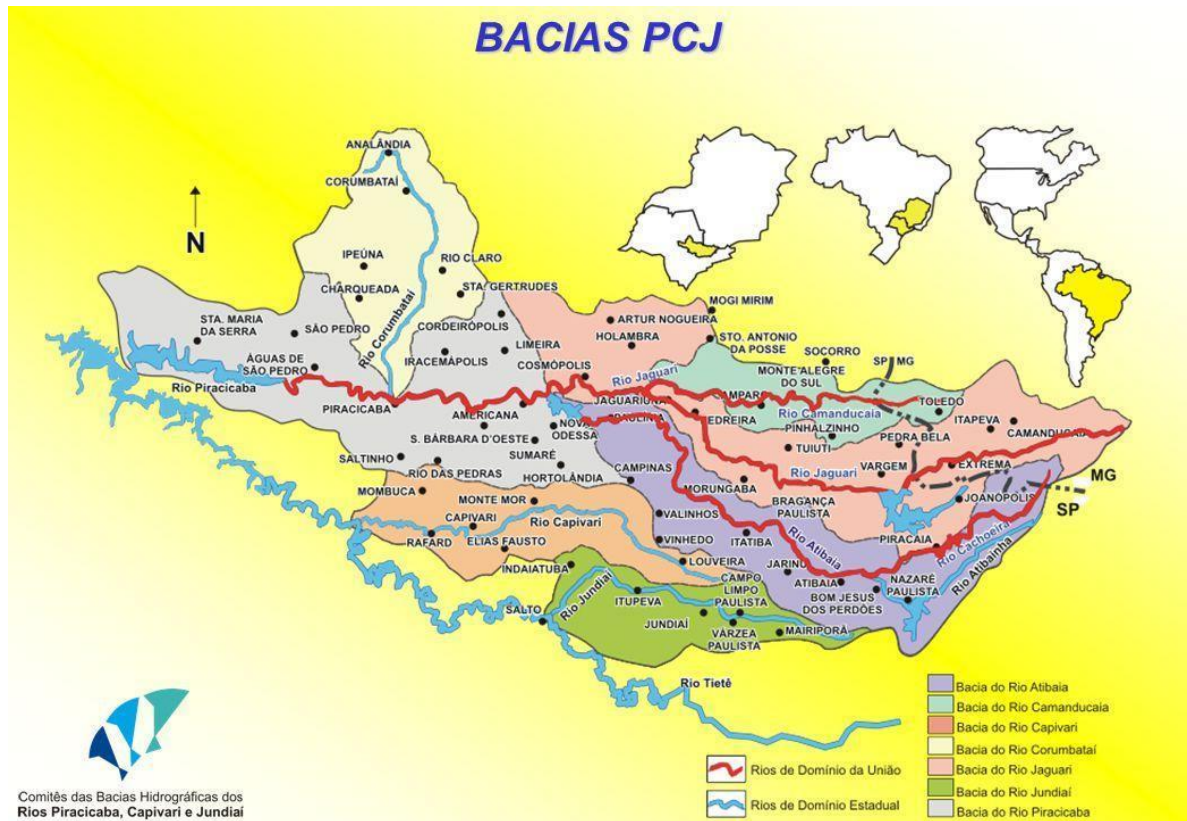 BACIAS PCJ
N
ANALÂNDIA
CORUMBATAÍ
IPEÚNA
RIO CLARO
CHARQUEADA
STA. GERTRUDES
Rio Corumbataí
CORDEIRÓPOLIS
STA. MARIA
DA SERRA
SÃO PEDRO
LIMEIRA
IRACEMÁPOLIS
ÁGUAS DE
SÃO PEDRO
Rio Piracicaba
PIRACICABA
AMERICANA
NOVA
ODESSA
S. BÁRBARA D'OESTE
SUMARÉ
SALTINHO
RIO DAS PEDRAS
HORTOLÂNDIA
MOGI MIRIM
ARTUR NOGUEIRA
HOLAMBRA
STO. ANTONIO
DA POSSE
COSMÓPOLIS
SOCORRO
SP
MG
MONTE ALEGRE
DO SUL
Rio Jaguari
JAGUARIÚNA
AMPARO
TOLEDO
Rio Camanducaia
PAULÍNIA
PEDREIRA
PINHALZINHO
ITAPEVA
CAMANDUCAIA
TUIUTI
PEDRA BELA
CAMPINAS
Rio Jaguari
VARGEM
EXTREMA
MG
SP
MORUNGABA
BRAGANÇA
PAULISTA
JOANÓPOLIS
MOMBUCA
MONTE MOR
VALINHOS
CAPIVARI
Rio Capivari
RAFARD
ELIAS FAUSTO
VINHEDO
ITATIBA
Rio Atibaia
PIRACAIA
Rio Cachoeira
Rio Atibainha
LOUVEIRA
JARINU
ATIBAIA
NAZARÉ
PAULISTA
INDAIATUBA
CAMPO
LIMPO
PAULISTA
BOM JESUS
DOS PERDÕES
SALTO
Rio Jundiaí
ITUPEVA
JUNDIAÍ
VÁRZEA
PAULISTA
MAIRIPORÃ
Rio Tietê
Bacia do Rio Atibaia
Bacia do Rio Camanducaia
Bacia do Rio Capivari
Bacia do Rio Corumbataí
Bacia do Rio Jaguari
Bacia do Rio Jundiaí
Bacia do Rio Piracicaba
Rios de Domínio da União
Rios de Domínio Estadual
Comitês das Bacias Hidrográficas dos
Rios Piracicaba, Capivari e Jundiaí